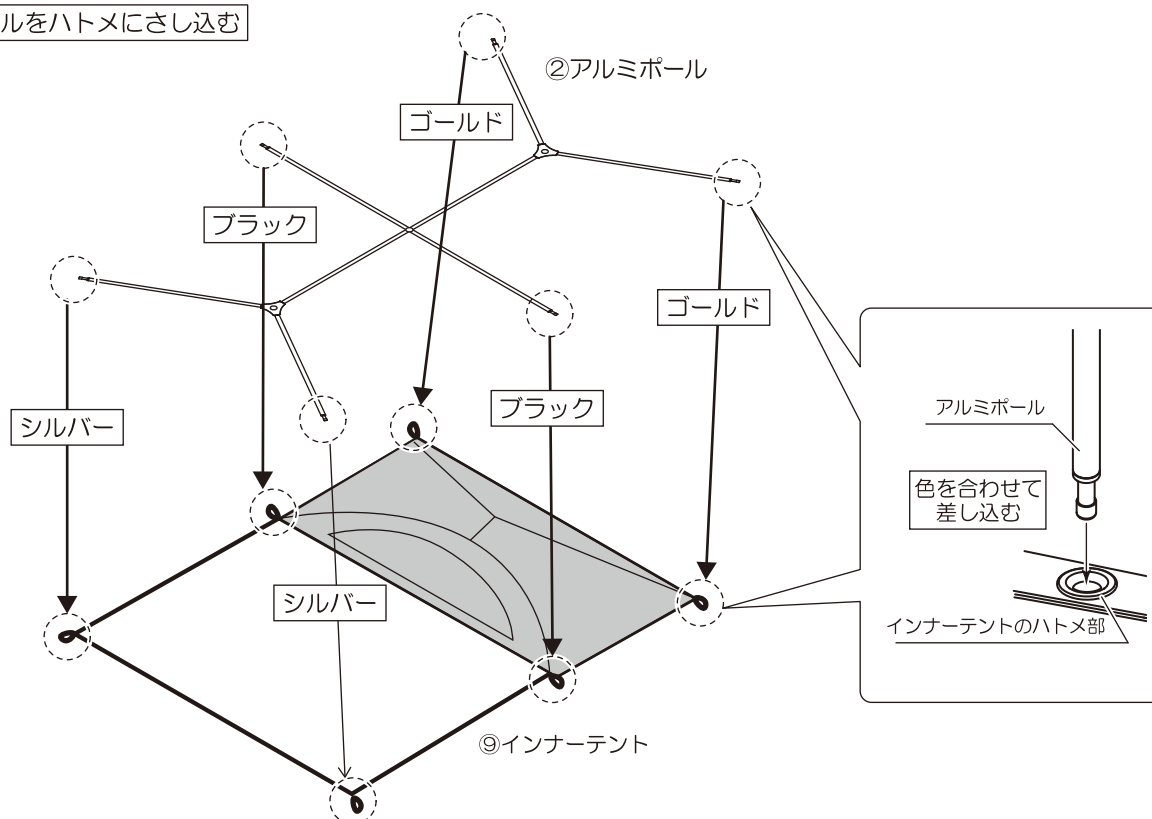 ルをハトメにさし込む
②アルミポール
ゴールド
ブラック
ゴールド
シルバー
ブラック
アルミポール
色を合わせて
差し込む
シルバー
インナーテントのハトメ部
⑨インナーテント